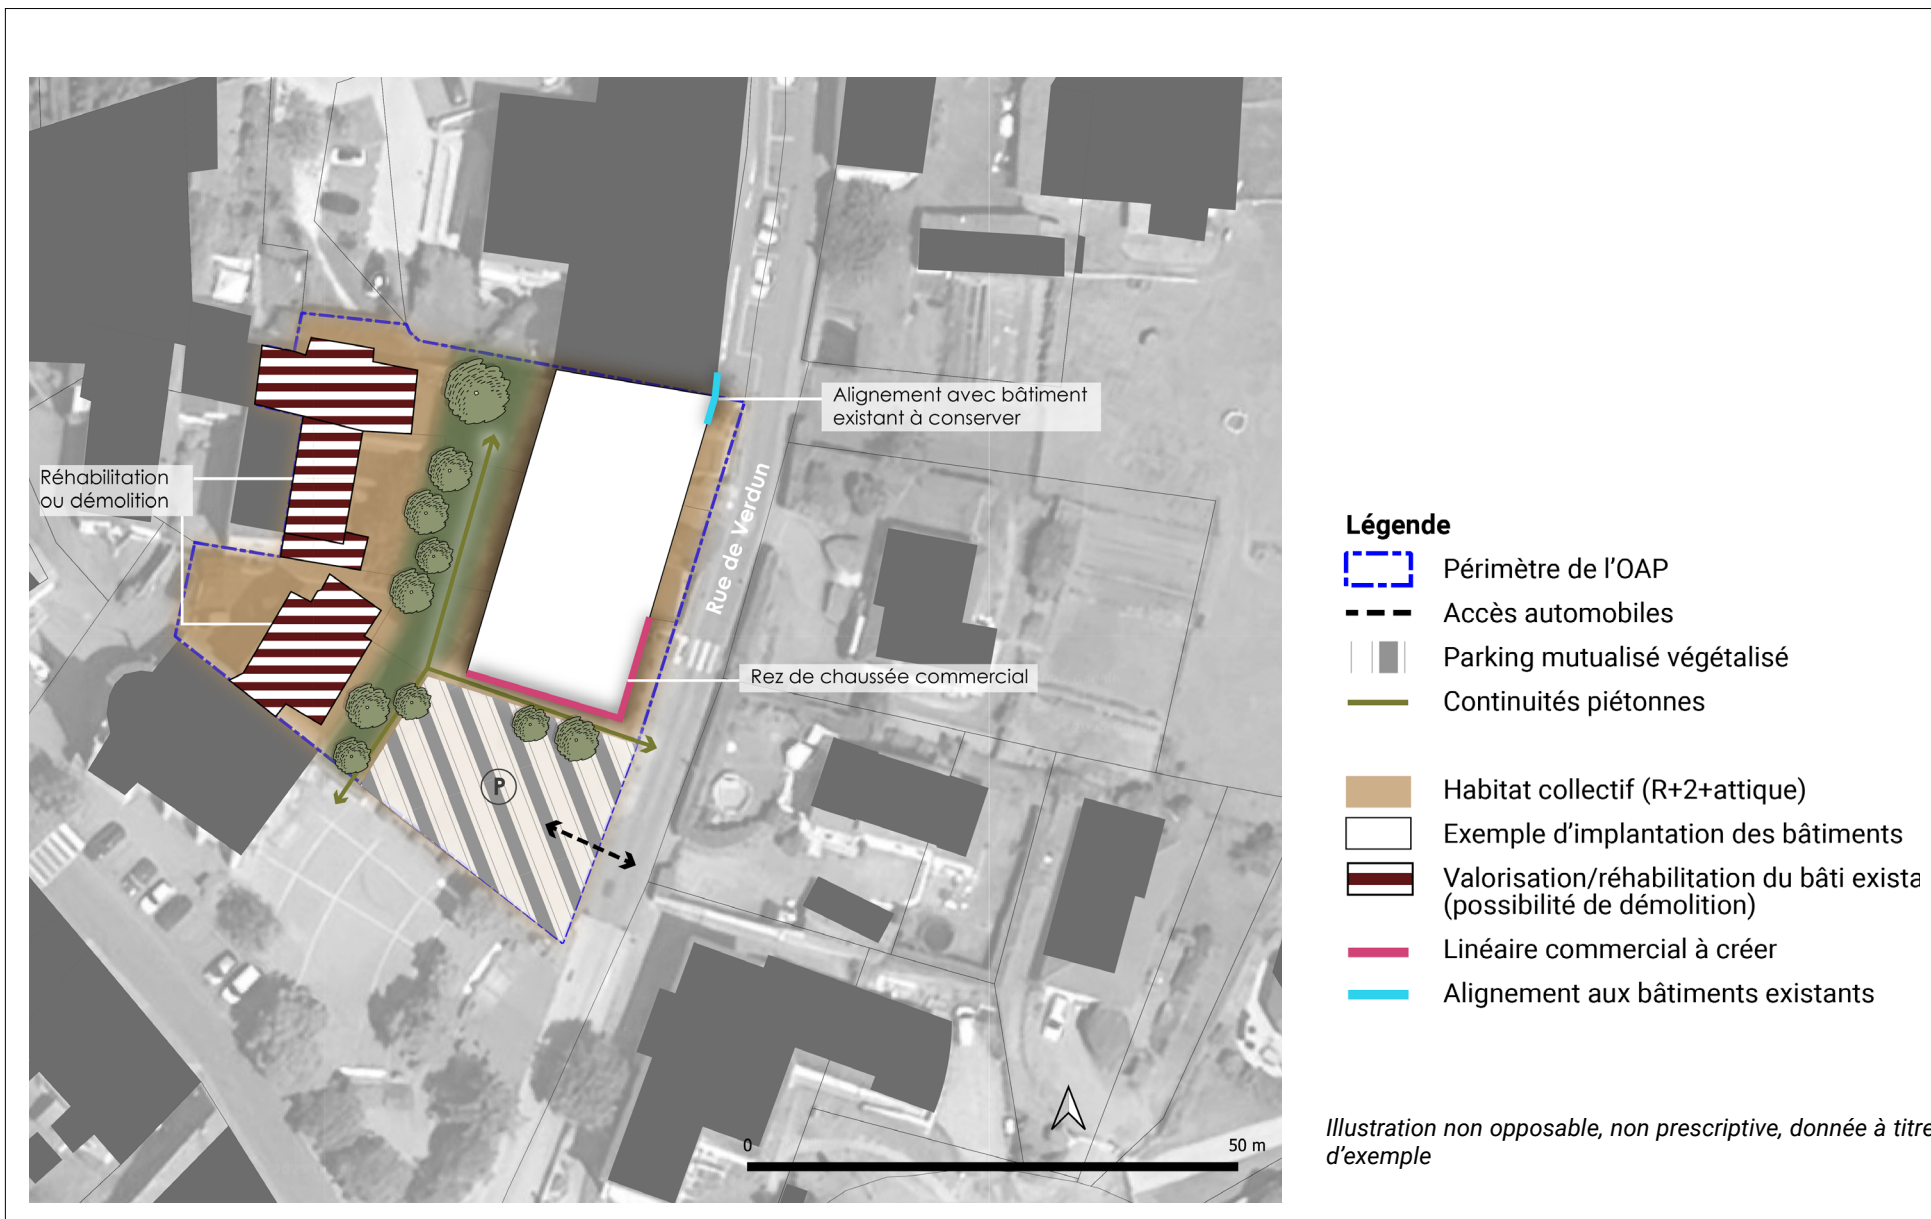 Alignement avec bâtiment
existant à conserver
Réhabilitation
ou démolition
Rue de Verdun
Rez de chaussée commercial
P
0
50 m
Légende
Périmètre de l'OAP
Accès automobiles
Parking mutualisé végétalisé
Continuités piétonnes
Habitat collectif (R+2+attique)
Exemple d'implantation des bâtiments
Valorisation/réhabilitation du bâti exista
(possibilité de démolition)
Linéaire commercial à créer
Alignement aux bâtiments existants
Illustration non opposable, non prescriptive, donnée à titre
d'exemple